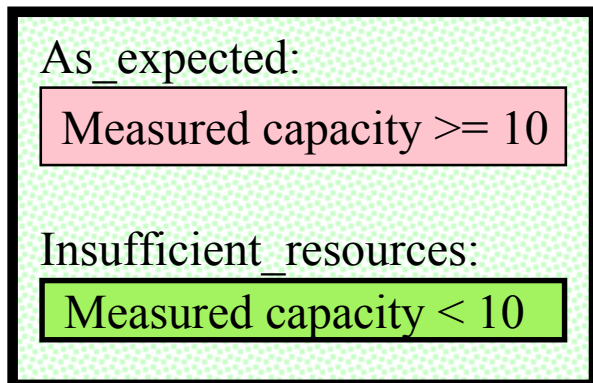 As_expected:
Measured capacity >= 10
Insufficient_resources:
Measured capacity < 10